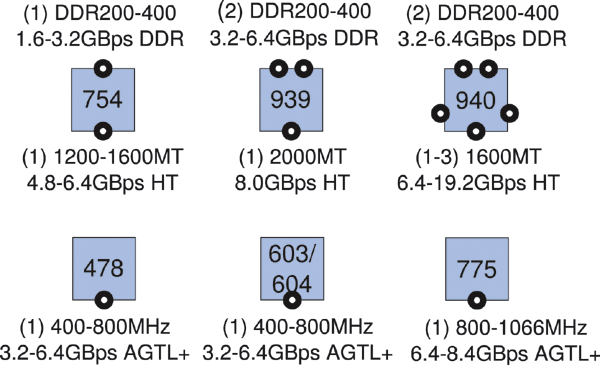 (1) DDR200-400
1.6-3.2GBps DDR
754
(1) 1200-1600MT
4.8-6.4GBps HT
(2) DDR200-400
3.2-6.4GBps DDR
939
(1) 2000MT
8.0GBps HT
(2) DDR200-400
3.2-6.4GBps DDR
940
(1-3) 1600MT
6.4-19.2GBps HT
478
(1) 400-800MHz
3.2-6.4GBps AGTL+
603/
604
(1) 400-800MHz
3.2-6.4GBps AGTL+
775
(1) 800-1066MHz
6.4-8.4GBps AGTL+